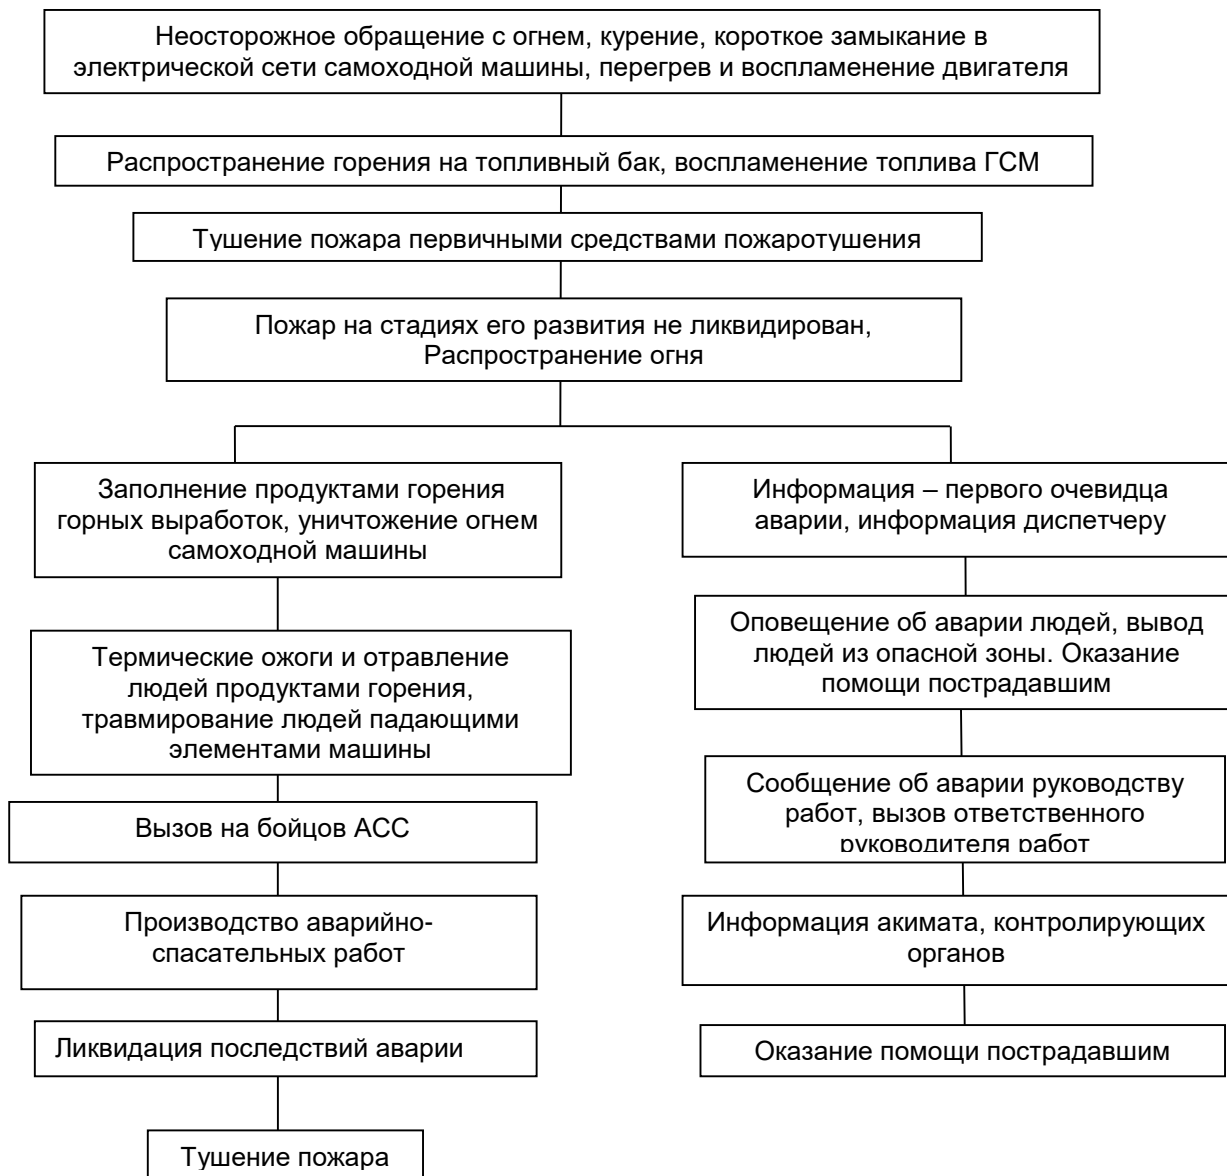 Неосторожное обращение с огнем, курение, короткое замыкание в
электрической сети самоходной машины, перегрев и воспламенение двигателя
Распространение горения на топливный бак, воспламенение топлива ГСМ
Тушение пожара первичными средствами пожаротушения
Пожар на стадиях его развития не ликвидирован,
Распространение огня
Заполнение продуктами горения
горных выработок, уничтожение огнем
самоходной машины
Термические ожоги и отравление
людей продуктами горения,
травмирование людей падающими
элементами машины
Вызов на бойцов АСС
Производство аварийно-
спасательных работ
Ликвидация последствий аварии
Тушение пожара
Информация – первого очевидца
аварии, информация диспетчеру
Оповещение об аварии людей, вывод
людей из опасной зоны. Оказание
помощи пострадавшим
Сообщение об аварии руководству
работ, вызов ответственного
руководителя работ
Информация акимата, контролирующих
органов
Оказание помощи пострадавшим